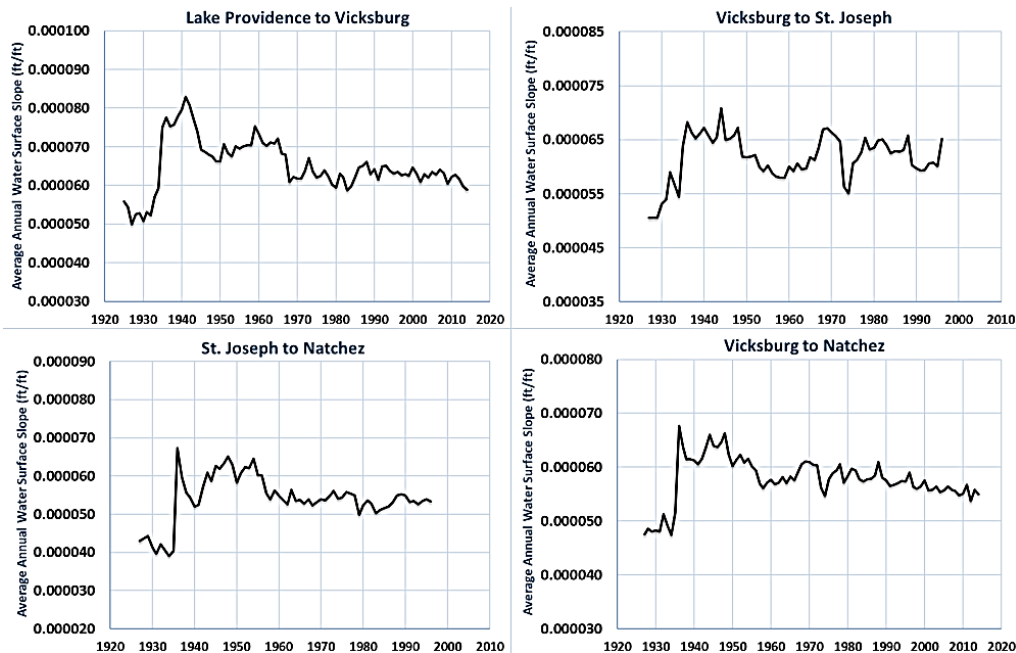 Lake Providence to Vicksburg
Average Annual Water Surface Slope (ft/ft)
0.000100
0.000090
0.000080
0.000070
0.000060
0.000050
0.000040
0.000030
1920 1930 1940 1950 1960 1970 1980 1990 2000 2010 2020
Vicksburg to St. Joseph
Average Annual Water Surface Slope (ft/ft)
0.000085
0.000075
0.000065
0.000055
0.000045
0.000035
1920 1930 1940 1950 1960 1970 1980 1990 2000 2010
St. Joseph to Natchez
Average Annual Water Surface Slope (ft/ft)
0.000090
0.000080
0.000070
0.000060
0.000050
0.000040
0.000030
0.000020
1920 1930 1940 1950 1960 1970 1980 1990 2000 2010
Vicksburg to Natchez
Average Annual Water Surface Slope (ft/ft)
0.000080
0.000070
0.000060
0.000050
0.000040
0.000030
1920 1930 1940 1950 1960 1970 1980 1990 2000 2010 2020